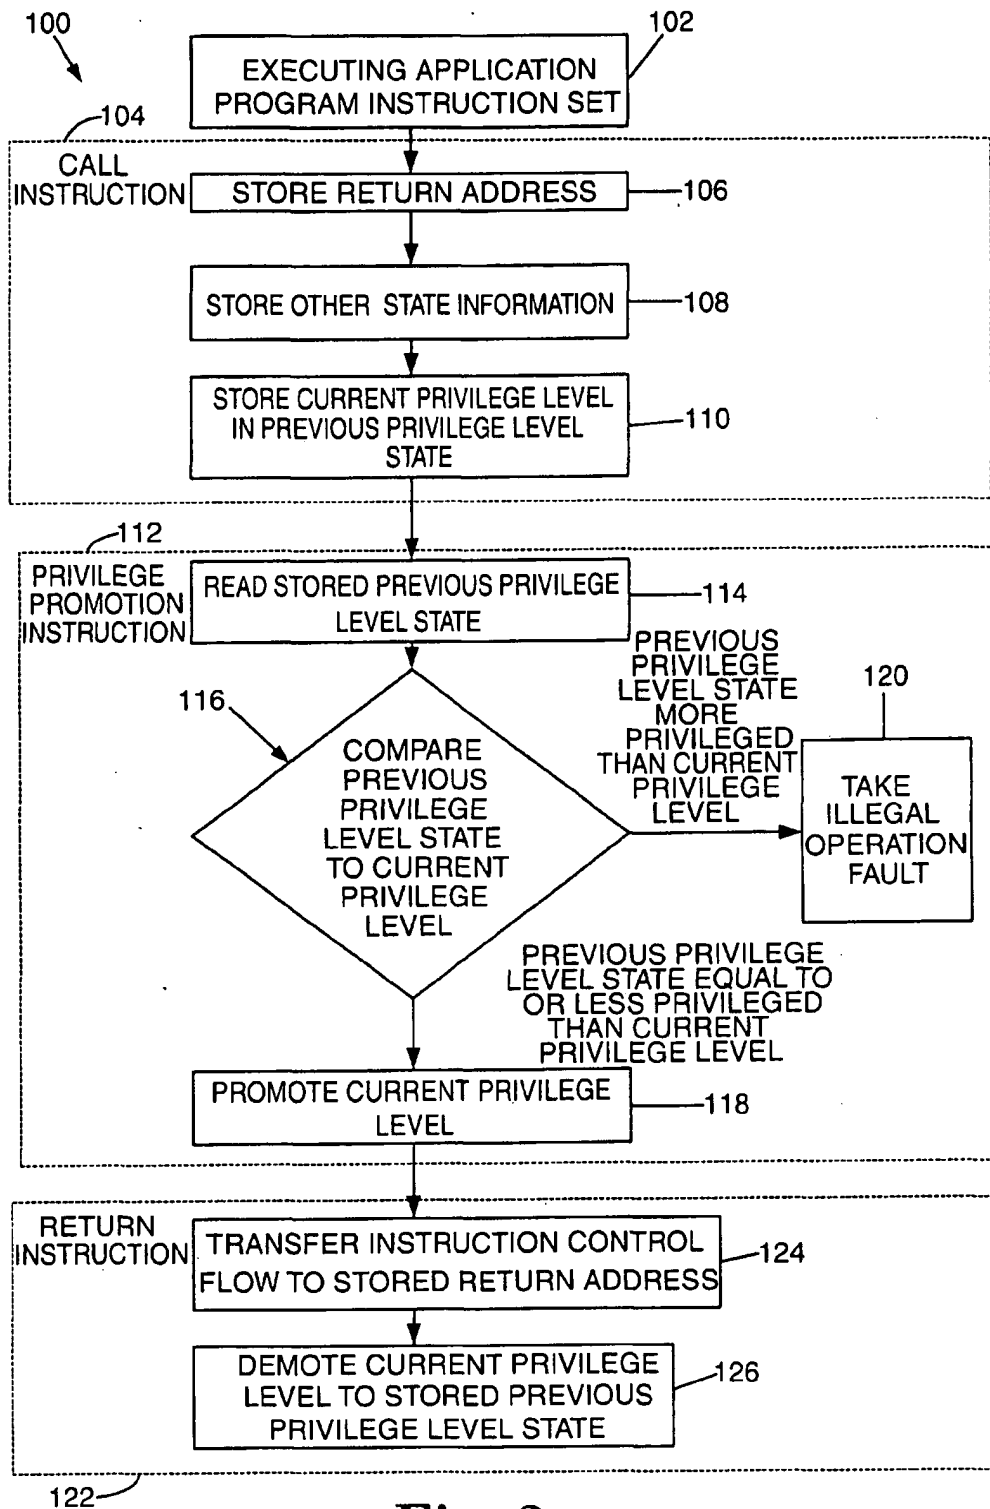 100
102
EXECUTING APPLICATION
PROGRAM INSTRUCTION SET
104
CALL
INSTRUCTION
STORE RETURN ADDRESS
106
STORE OTHER STATE INFORMATION
108
STORE CURRENT PRIVILEGE LEVEL
IN PREVIOUS PRIVILEGE LEVEL
STATE
110
112
PRIVILEGE
PROMOTION
INSTRUCTION
READ STORED PREVIOUS PRIVILEGE
LEVEL STATE
114
116
COMPARE
PREVIOUS
PRIVILEGE
LEVEL STATE
TO CURRENT
PRIVILEGE
LEVEL
PREVIOUS
PRIVILEGE
LEVEL STATE
MORE
PRIVILEGED
THAN CURRENT
PRIVILEGE
LEVEL
120
TAKE
ILLEGAL
OPERATION
FAULT
PREVIOUS PRIVILEGE
LEVEL STATE EQUAL TO
OR LESS PRIVILEGED
THAN CURRENT
PRIVILEGE LEVEL
PROMOTE CURRENT PRIVILEGE
LEVEL
118
RETURN
INSTRUCTION
TRANSFER INSTRUCTION CONTROL
FLOW TO STORED RETURN ADDRESS
124
DEMOTE CURRENT PRIVILEGE
LEVEL TO STORED PREVIOUS
PRIVILEGE LEVEL STATE
126
122